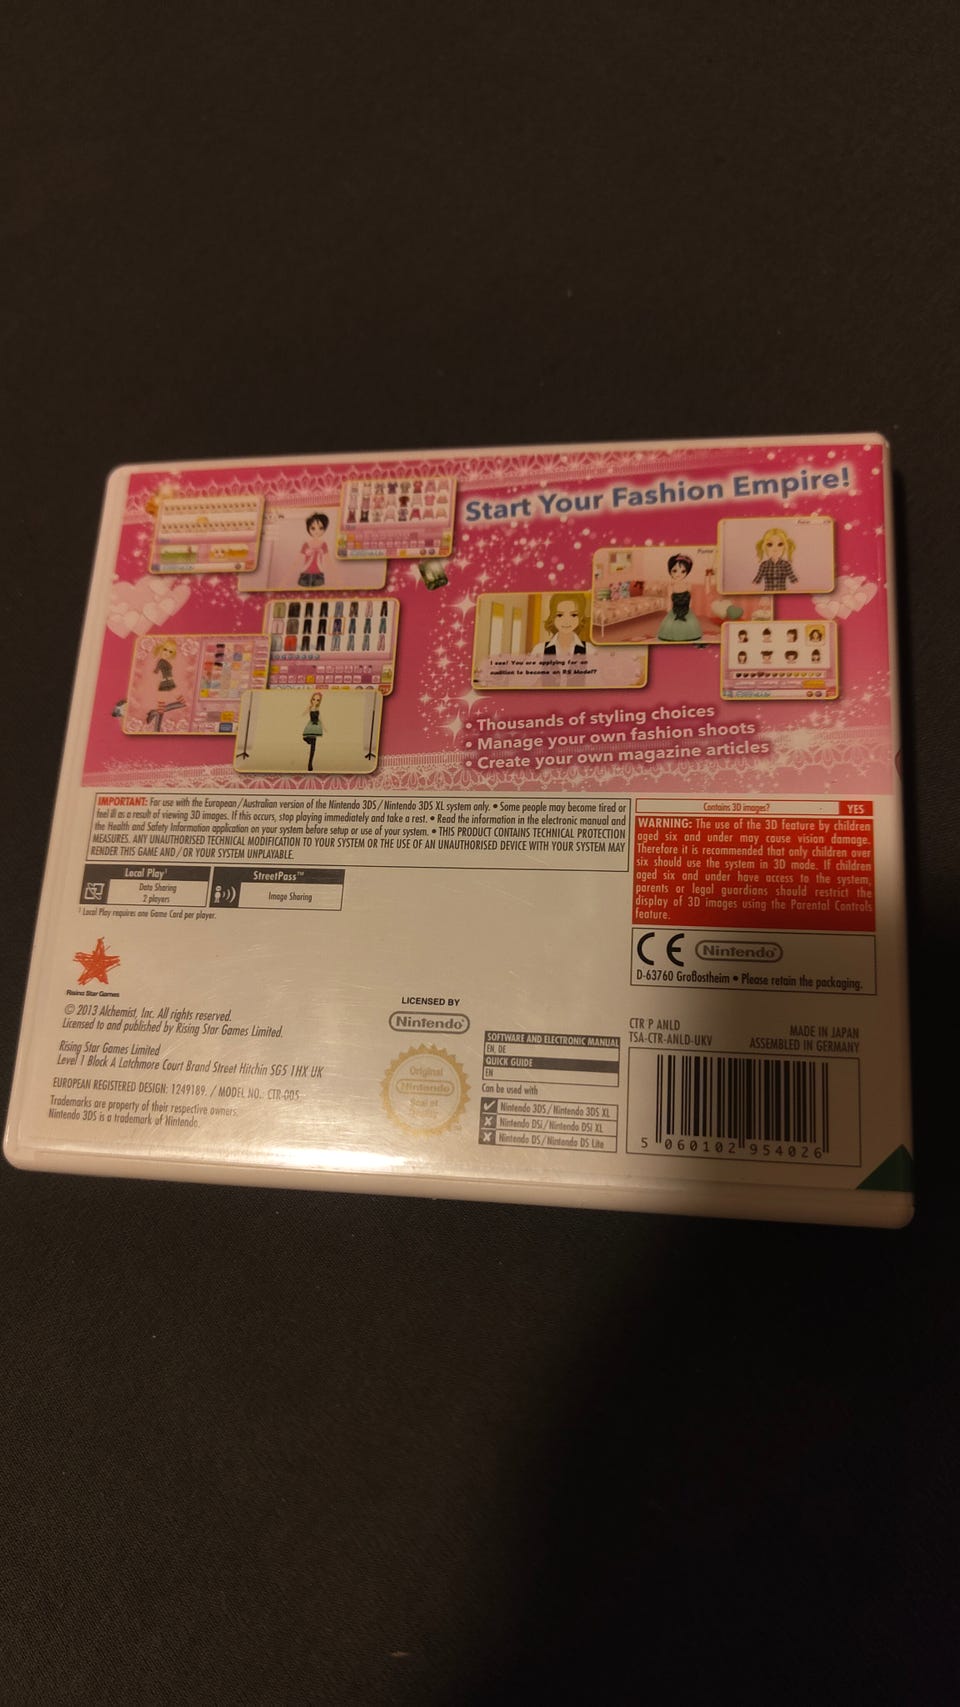 Start Your Fashion Empire!
I see! You are applying for an
audition to become an RS Model??
• Thousands of styling choices
• Manage your own fashion shoots
• Create your own magazine articles
IMPORTANT: For use with the European/Australian version of the Nintendo 3DS/Nintendo 3DS XL system only. • Some people may become tired or
feel ill as a result of viewing 3D images. If this occurs, stop playing immediately and take a rest. • Read the information in the electronic manual and
the Health and Safety Information application on your system before setup or use of your system. • THIS PRODUCT CONTAINS TECHNICAL PROTECTION
MEASURES. ANY UNAUTHORISED TECHNICAL MODIFICATION TO YOUR SYSTEM OR THE USE OF AN UNAUTHORISED DEVICE WITH YOUR SYSTEM MAY
RENDER THIS GAME AND/OR YOUR SYSTEM UNPLAYABLE.
Contains 3D images? YES
WARNING: The use of the 3D feature by children
aged six and under may cause vision damage.
Therefore it is recommended that only children over
six should use the system in 3D mode. If children
aged six and under have access to the system,
parents or legal guardians should restrict the
display of 3D images using the Parental Controls
feature.
Local Play¹
Data Sharing
2 players
StreetPass™
Image Sharing
¹ Local Play requires one Game Card per player.
CE Nintendo
D-63760 Großostheim • Please retain the packaging.
Rising Star Games
© 2013 Alchemist, Inc. All rights reserved.
Licensed to and published by Rising Star Games Limited.
Rising Star Games Limited
Level 1 Block A Latchmore Court Brand Street Hitchin SG5 1HX UK
EUROPEAN REGISTERED DESIGN: 1249189. / MODEL NO.: CTR-005
Trademarks are property of their respective owners.
Nintendo 3DS is a trademark of Nintendo.
LICENSED BY
Nintendo
Original
Nintendo
Seal of
SOFTWARE AND ELECTRONIC MANUAL
EN, DE
QUICK GUIDE
EN
Can be used with
Nintendo 3DS/Nintendo 3DS XL
Nintendo DSi/Nintendo DSi XL
Nintendo DS/Nintendo DS Lite
CTR P ANLD
TSA-CTR-ANLD-UKV
MADE IN JAPAN
ASSEMBLED IN GERMANY
5 060102 954026